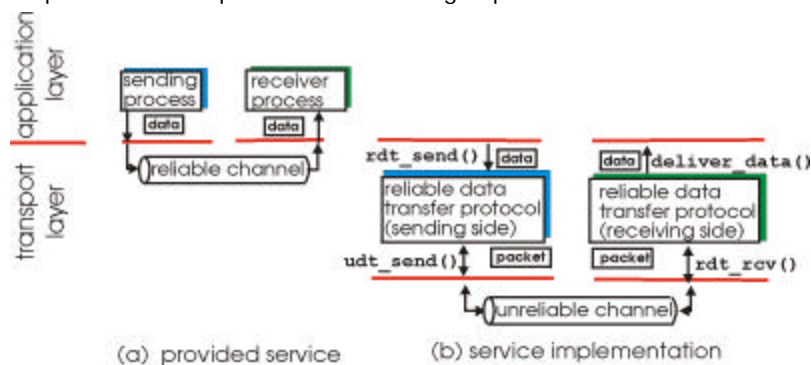 application
layer
transport
layer
sending
process
data
receiver
process
data
reliable channel
(a) provided service
rdt_send()
data
reliable data
transfer protocol
(sending side)
udt_send()
packet
data
deliver_data()
reliable data
transfer protocol
(receiving side)
packet
rdt_rcv()
unreliable channel
(b) service implementation